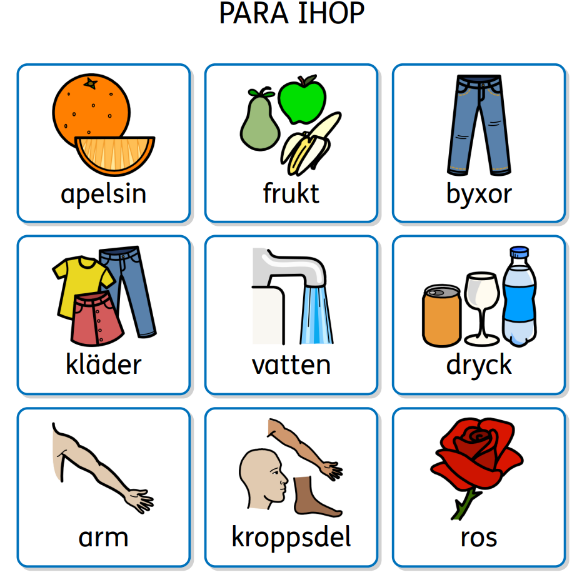 PARA IHOP
apelsin
frukt
byxor
kläder
vatten
dryck
arm
kroppsdel
ros